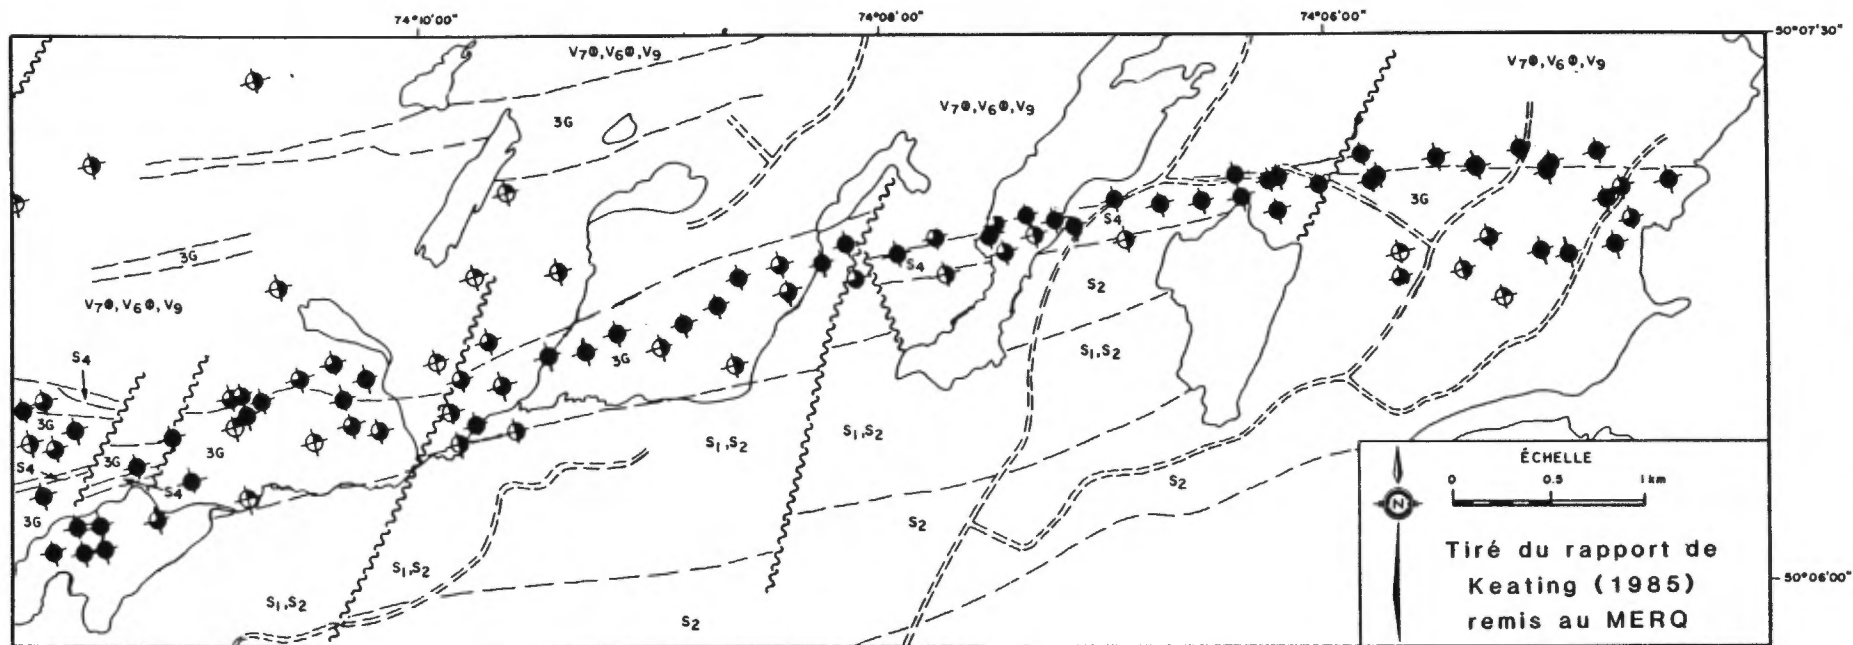 74°10'00" 74°08'00" 74°06'00"
50°07'30"
V₇⊕, V₆⊕, V₉
V₇⊕, V₆⊕, V₉
V₇⊕, V₆⊕, V₉
3G
3G
3G
V₇⊕, V₆⊕, V₉
S₄
S₄
S₂
S₁, S₂
3G
S₄
3G
3G
3G
S₄
S₄
3G
S₁, S₂
S₁, S₂
S₂
S₂
S₁, S₂
S₁, S₂
S₂
50°06'00"
ÉCHELLE
0 0.5 1 km
N
Tiré du rapport de
Keating (1985)
remis au MERQ